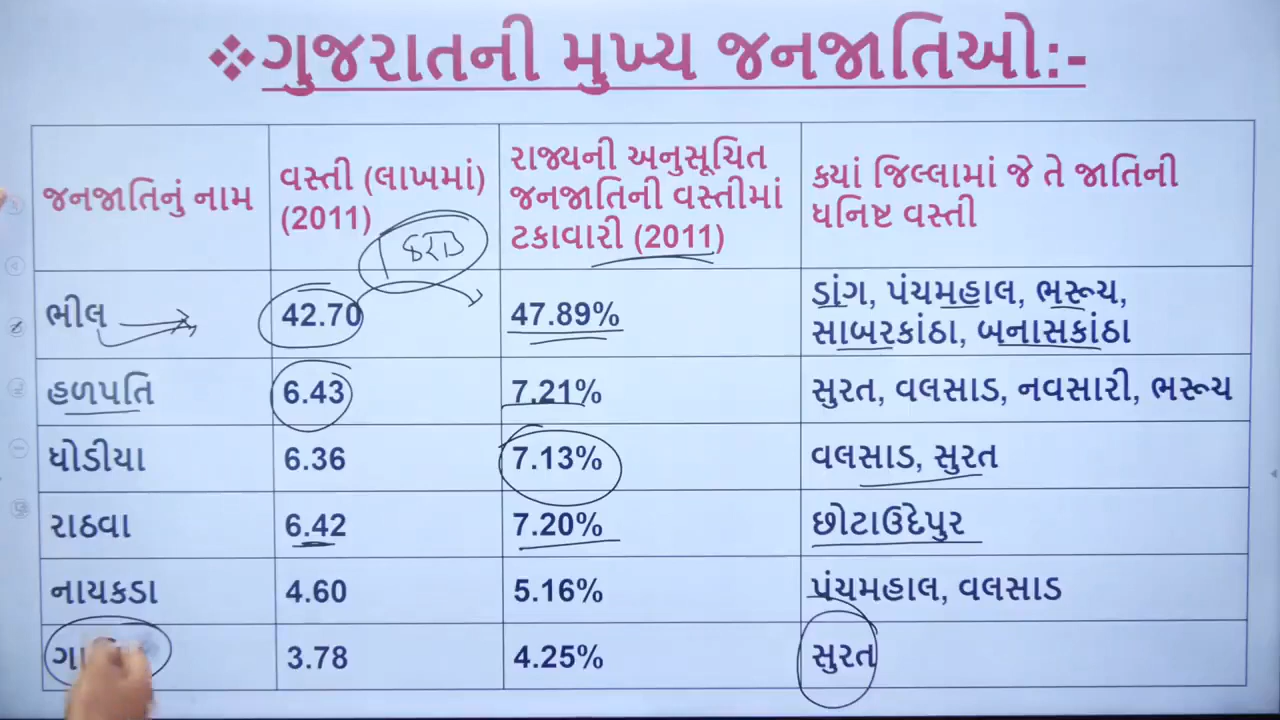 ❖ગુજરાતની મુખ્ય જનજાતિઓ:-
જનજાતિનું નામ
વસ્તી (લાખમાં)
(2011)
રાજ્યની અનુસૂચિત
જનજાતિની વસ્તીમાં
ટકાવારી (2011)
કયાં જિલ્લામાં જે તે જાતિની
ધનિષ્ટ વસ્તી
ભીલ
42.70
47.89%
ડાંગ, પંચમહાલ, ભરૂચ,
સાબરકાંઠા, બનાસકાંઠા
હળપતિ
6.43
7.21%
સુરત, વલસાડ, નવસારી, ભરૂચ
ધોડીયા
6.36
7.13%
વલસાડ, સુરત
રાઠવા
6.42
7.20%
છોટાઉદેપુર
નાયકડા
4.60
5.16%
પંચમહાલ, વલસાડ
3.78
4.25%
સુરત